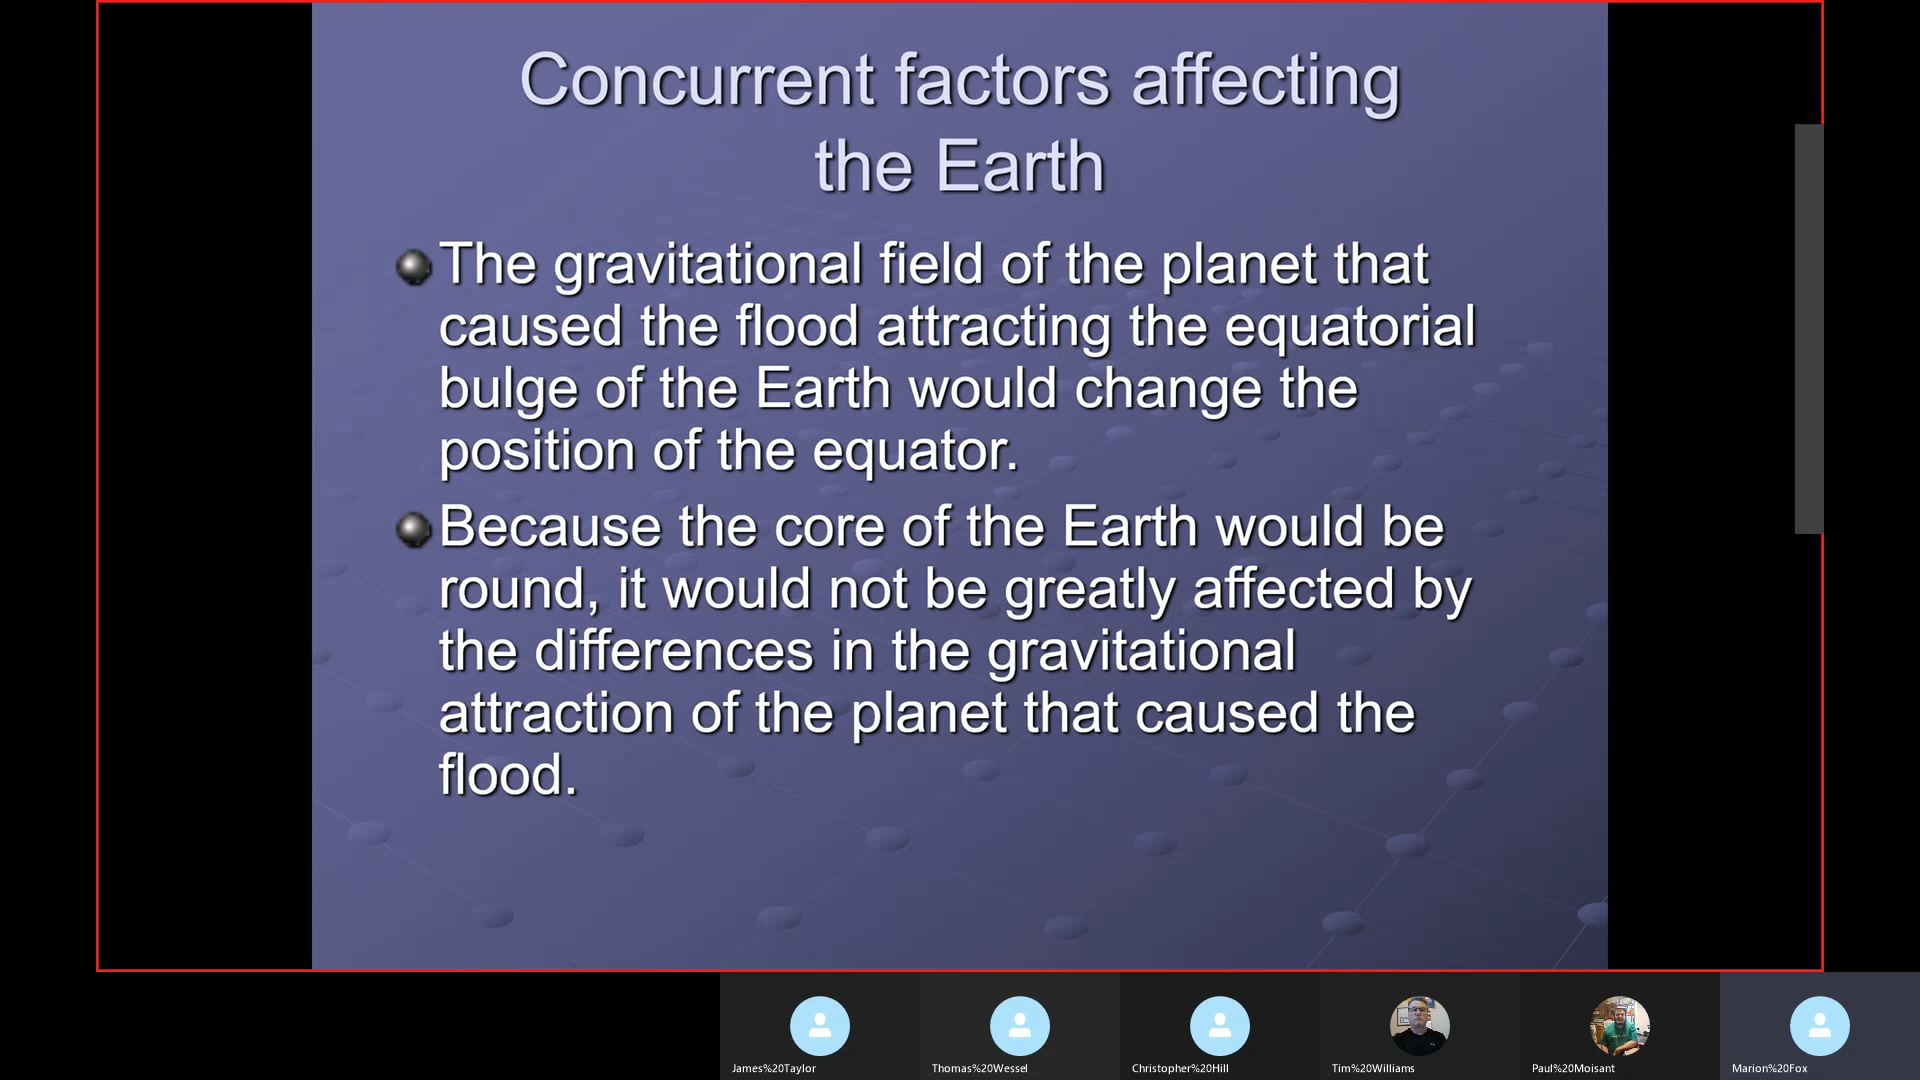 Concurrent factors affecting
the Earth
The gravitational field of the planet that
caused the flood attracting the equatorial
bulge of the Earth would change the
position of the equator.
Because the core of the Earth would be
round, it would not be greatly affected by
the differences in the gravitational
attraction of the planet that caused the
flood.
James%20Taylor
Thomas%20Wessel
Christopher%20Hill
Tim%20Williams
Paul%20Moisant
Marion%20Fox